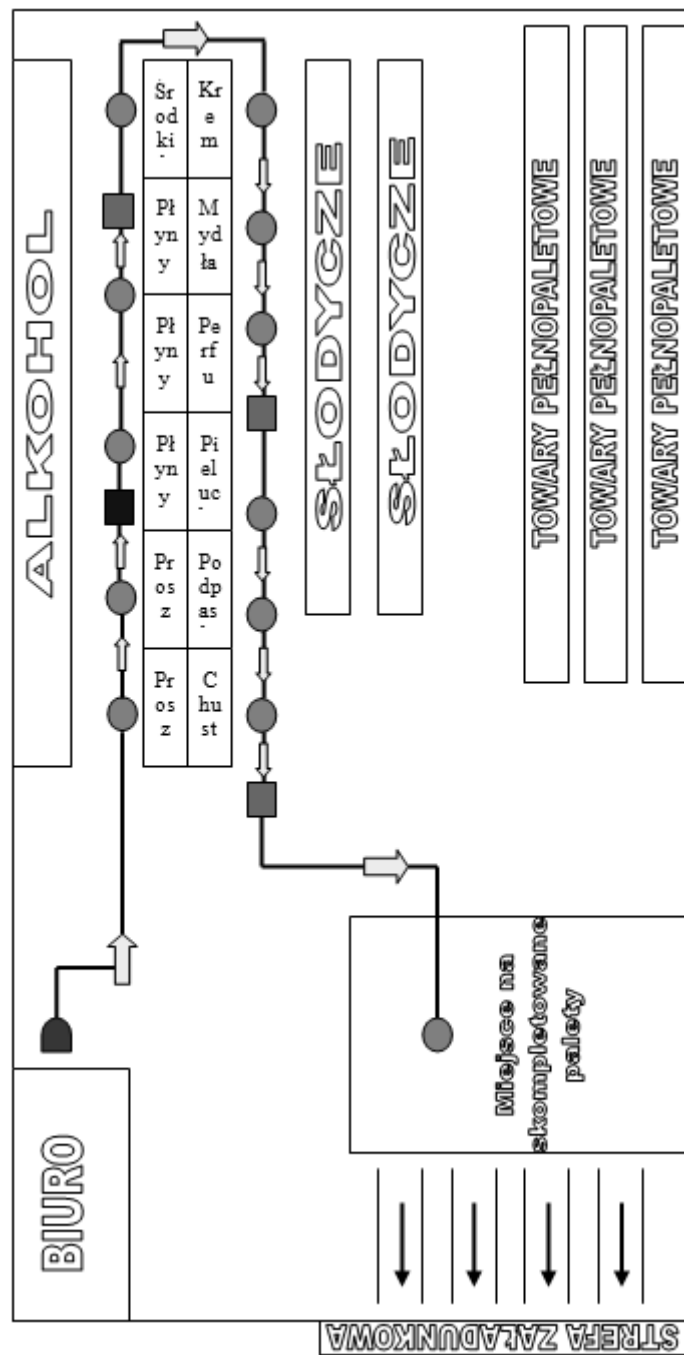 ALKOHOL
Śr
od
ki
Kr
e
m
Pł
yn
y
M
yd
ła
Pł
yn
y
Pe
rf
u
Pł
yn
y
Pi
el
uc
Pr
os
z
Po
dp
as
Pr
os
z
C
hu
st
SŁODYCZE
SŁODYCZE
TOWARY PEŁNOPALETOWE
TOWARY PEŁNOPALETOWE
TOWARY PEŁNOPALETOWE
BIURO
Miejsce na
skompletowane
palety
STREFA ZAŁADUNKOWA